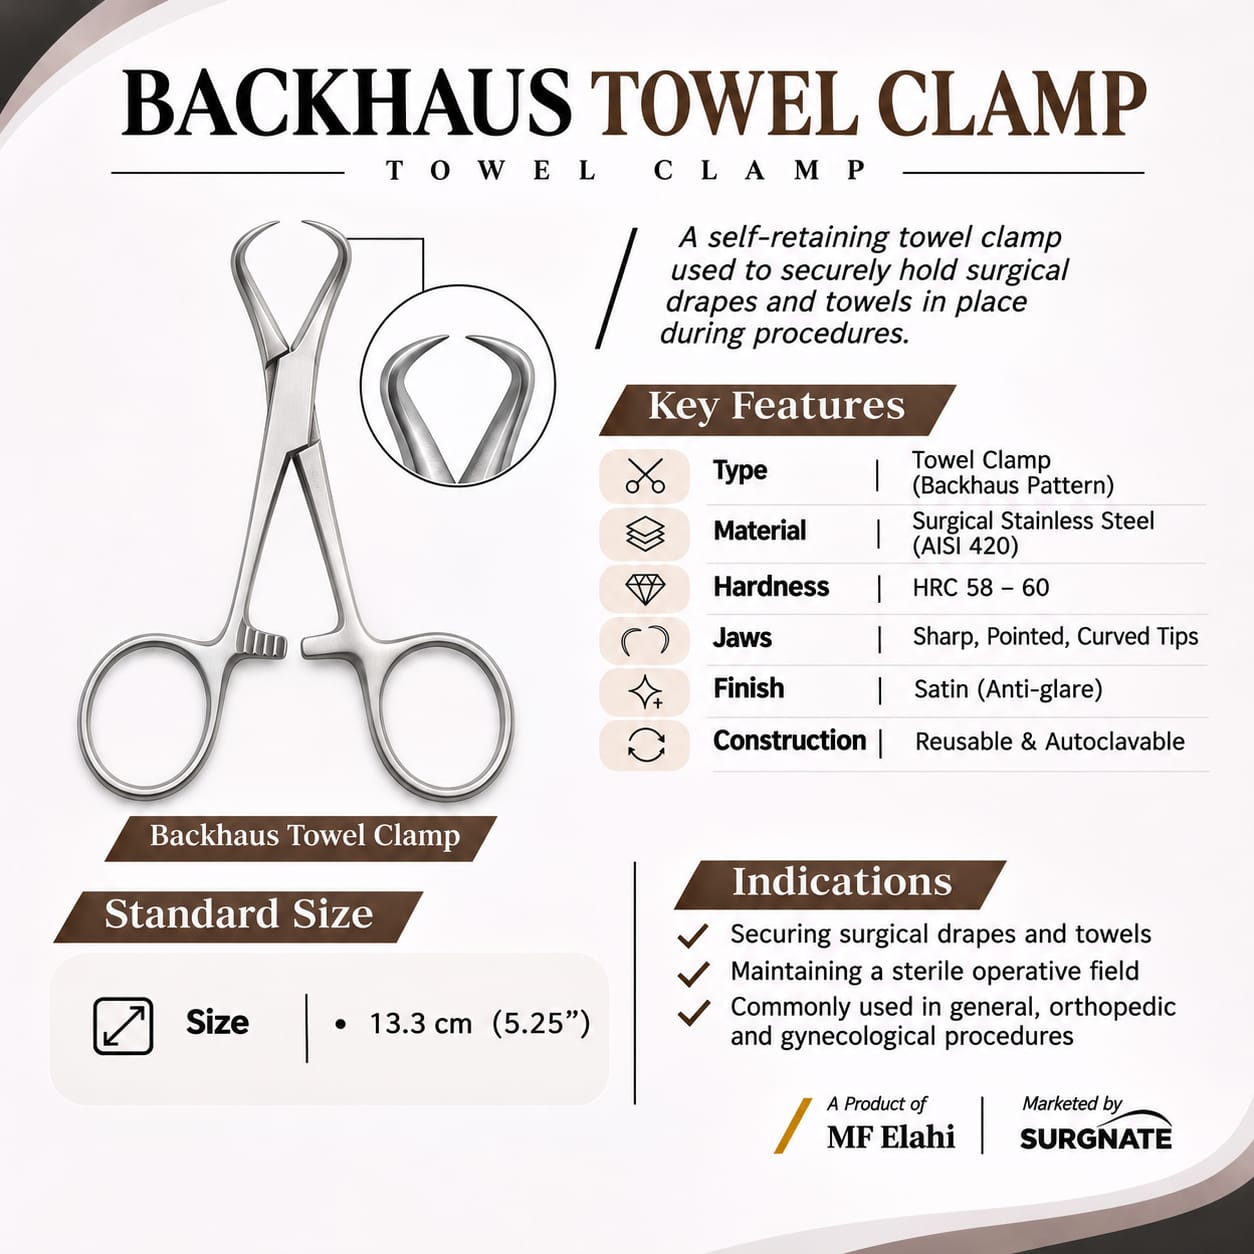 BACKHAUS TOWEL CLAMP
TOWEL CLAMP
A self-retaining towel clamp
used to securely hold surgical
drapes and towels in place
during procedures.
Key Features
Type | Towel Clamp
(Backhaus Pattern)
Material | Surgical Stainless Steel
(AISI 420)
Hardness | HRC 58 – 60
Jaws | Sharp, Pointed, Curved Tips
Finish | Satin (Anti-glare)
Construction | Reusable & Autoclavable
Backhaus Towel Clamp
Standard Size
Size | • 13.3 cm (5.25”)
Indications
Securing surgical drapes and towels
Maintaining a sterile operative field
Commonly used in general, orthopedic
and gynecological procedures
A Product of
MF Elahi
Marketed by
SURGNATE